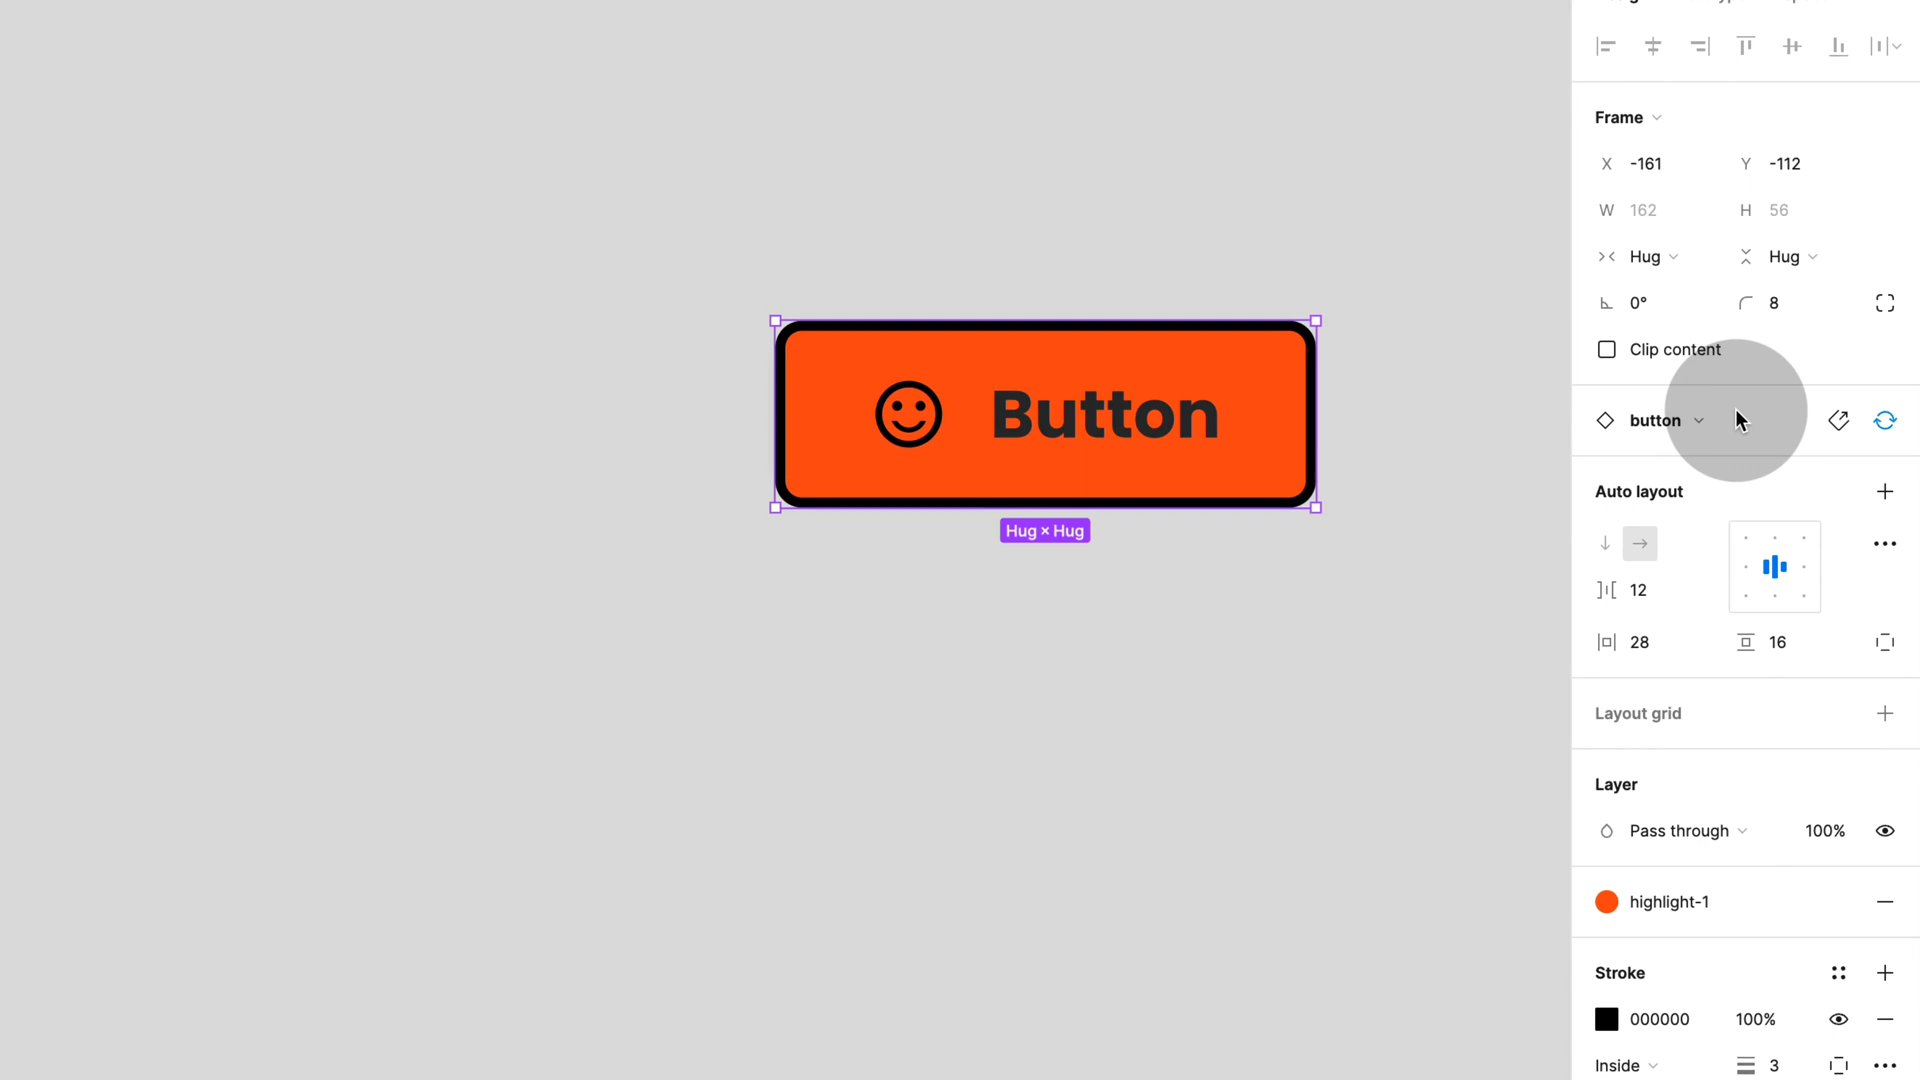 Frame
X -161 Y -112
W 162 H 56
Hug Hug
0° 8
Clip content
button
Button
Hug × Hug
Auto layout
12
28 16
Layout grid
Layer
Pass through 100%
highlight-1
Stroke
000000 100%
Inside 3